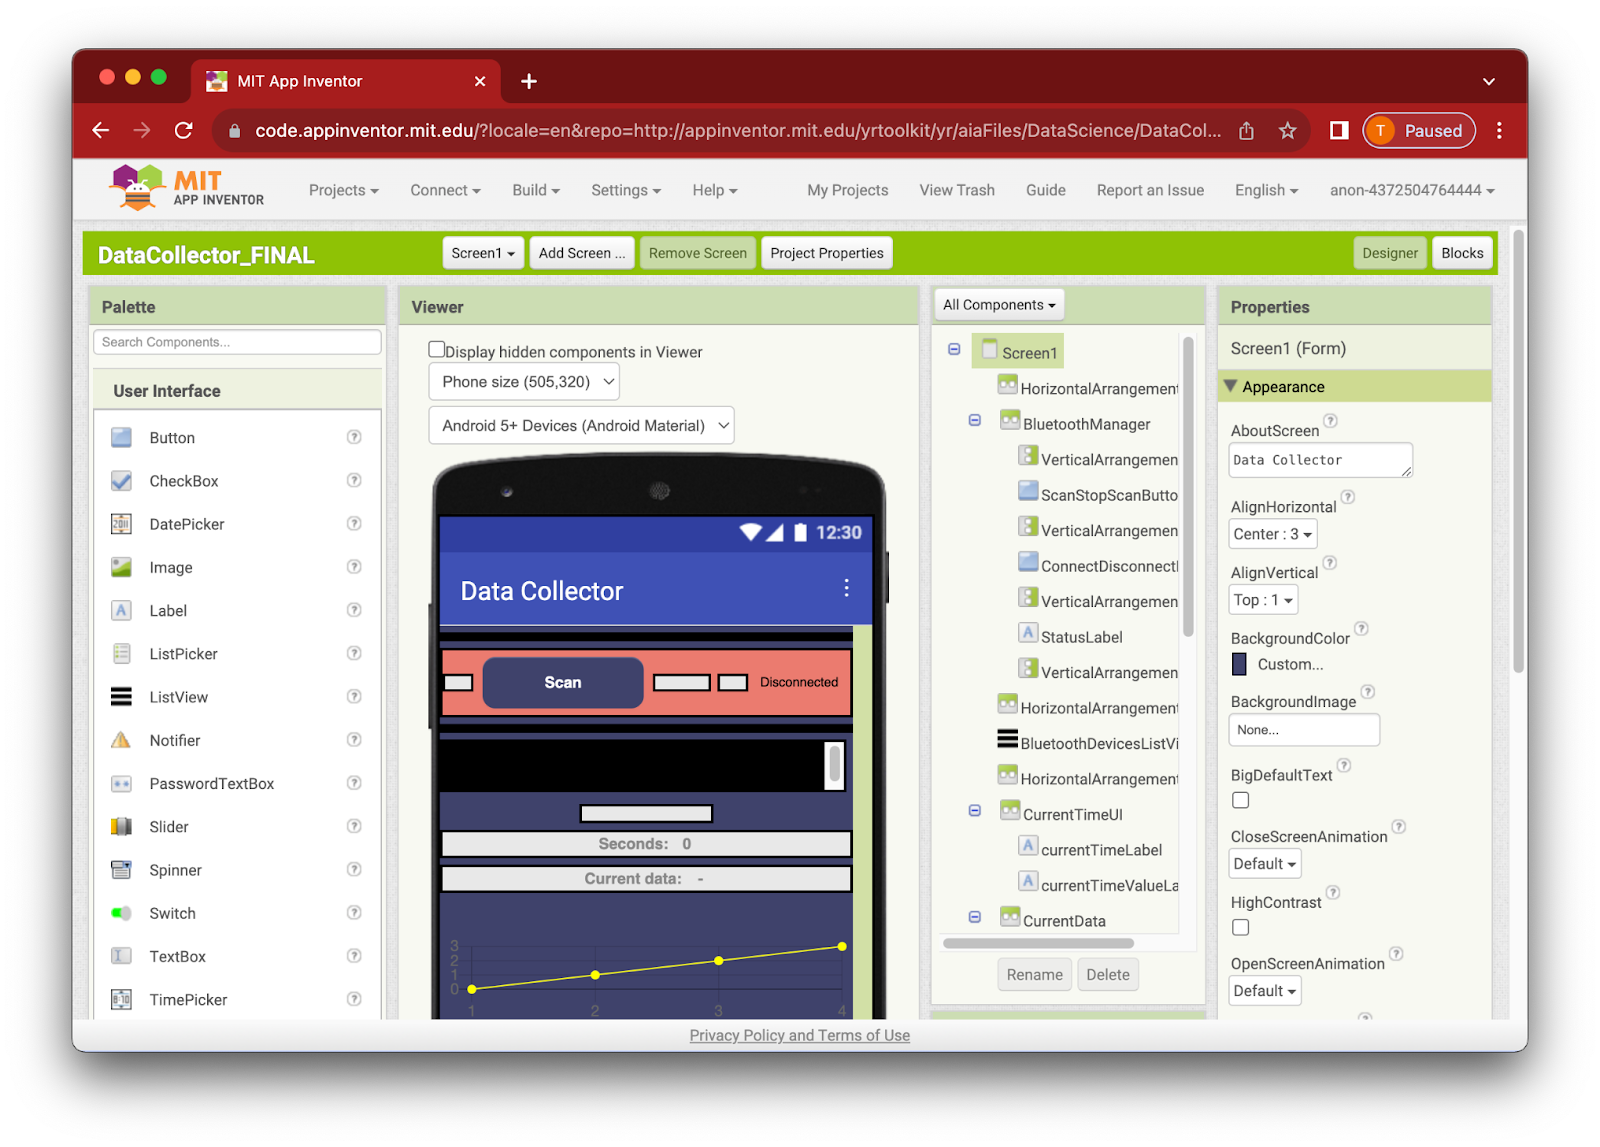 MIT App Inventor
code.appinventor.mit.edu/?locale=en&repo=http://appinventor.mit.edu/yrtoolkit/yr/aiaFiles/DataScience/DataCol...
T Paused
MIT APP INVENTOR
Projects Connect Build Settings Help My Projects View Trash Guide Report an Issue English anon-4372504764444
DataCollector_FINAL Screen1 Add Screen ... Remove Screen Project Properties Designer Blocks
Palette
Search Components...
User Interface
Button ?
CheckBox ?
DatePicker ?
Image ?
Label ?
ListPicker ?
ListView ?
Notifier ?
PasswordTextBox ?
Slider ?
Spinner ?
Switch ?
TextBox ?
TimePicker ?
Viewer
Display hidden components in Viewer
Phone size (505,320)
Android 5+ Devices (Android Material)
12:30
Data Collector
Scan Disconnected
Seconds: 0
Current data: -
3
2
1
0
1 2 3 4
All Components
Screen1
HorizontalArrangement
BluetoothManager
VerticalArrangemen
ScanStopScanButto
VerticalArrangemen
ConnectDisconnect
VerticalArrangemen
A StatusLabel
VerticalArrangemen
HorizontalArrangement
BluetoothDevicesListVi
HorizontalArrangement
CurrentTimeUI
A currentTimeLabel
A currentTimeValueLa
CurrentData
Rename Delete
Properties
Screen1 (Form)
Appearance
AboutScreen ?
Data Collector
AlignHorizontal ?
Center : 3
AlignVertical ?
Top : 1
BackgroundColor ?
Custom...
BackgroundImage ?
None...
BigDefaultText ?
CloseScreenAnimation ?
Default
HighContrast ?
OpenScreenAnimation ?
Default
Privacy Policy and Terms of Use